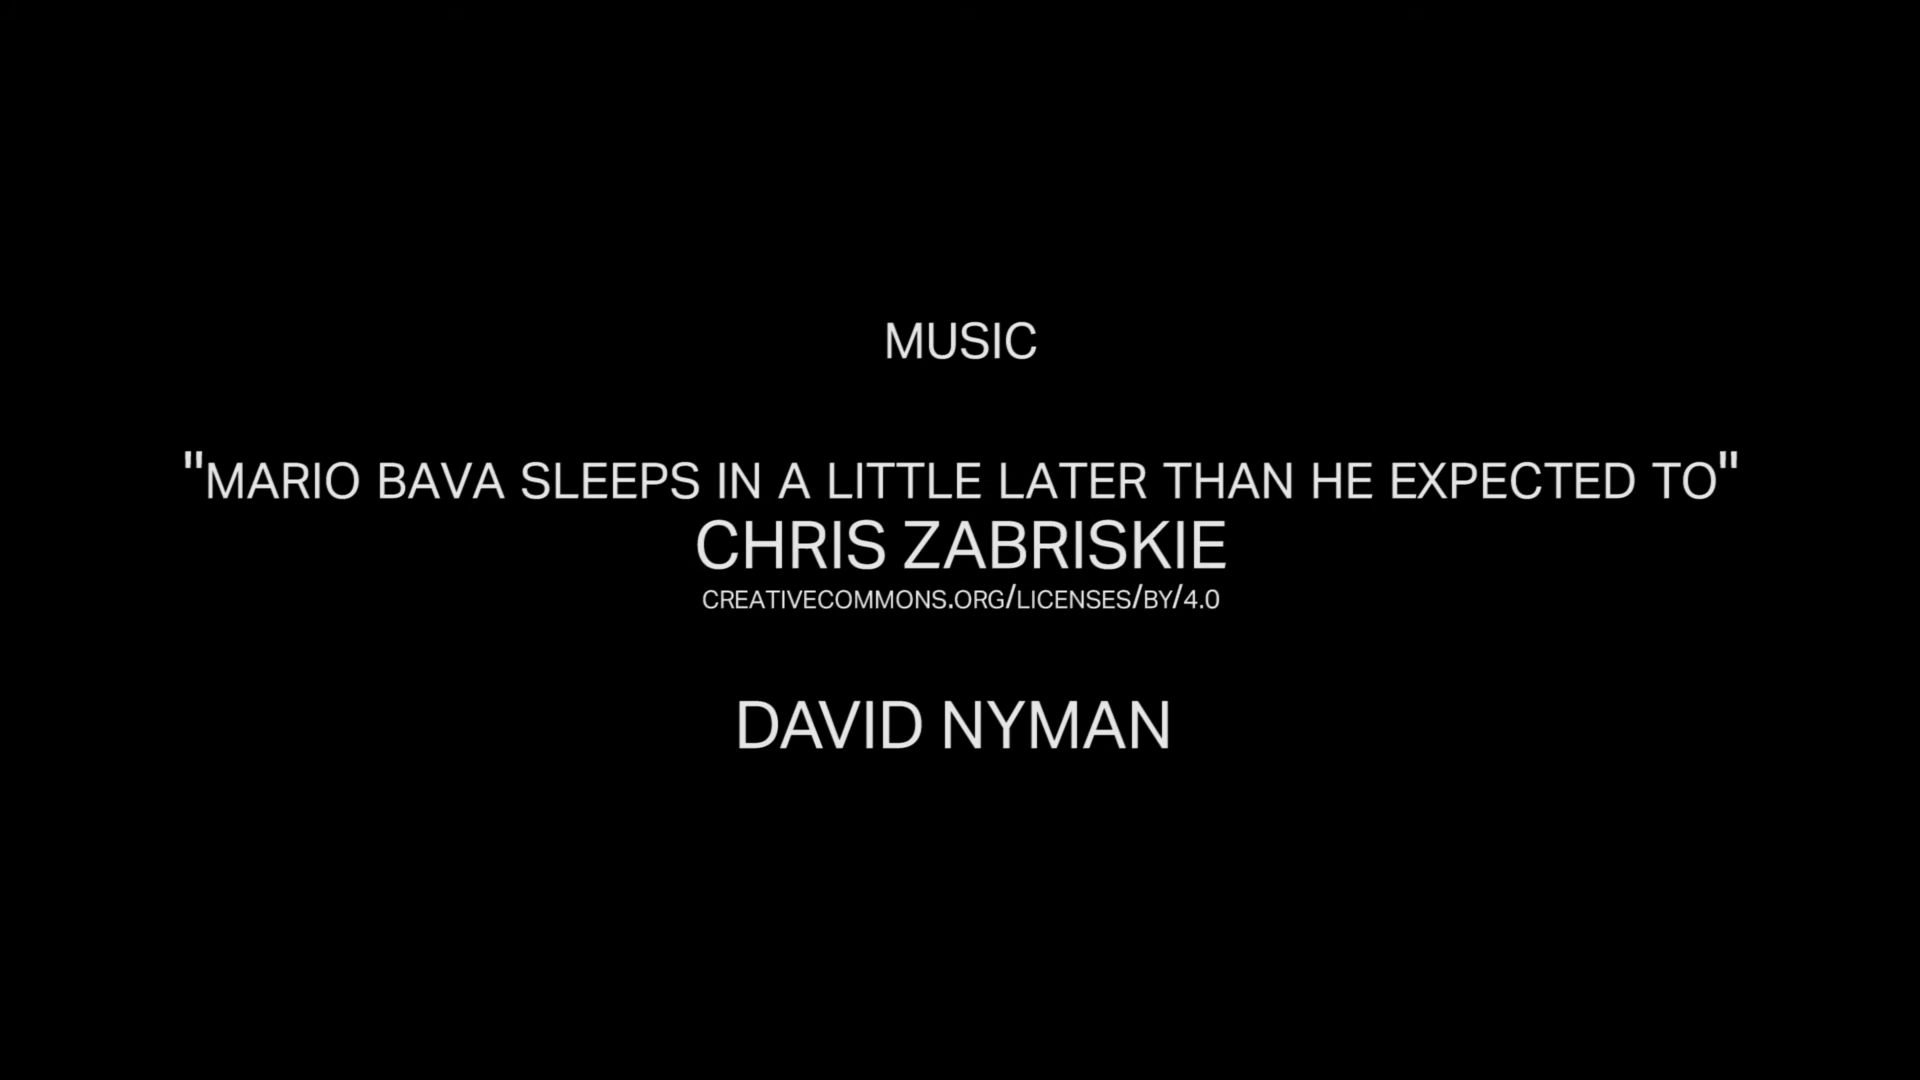 MUSIC
"MARIO BAVA SLEEPS IN A LITTLE LATER THAN HE EXPECTED TO"
CHRIS ZABRISKIE
CREATIVECOMMONS.ORG/LICENSES/BY/4.0
DAVID NYMAN